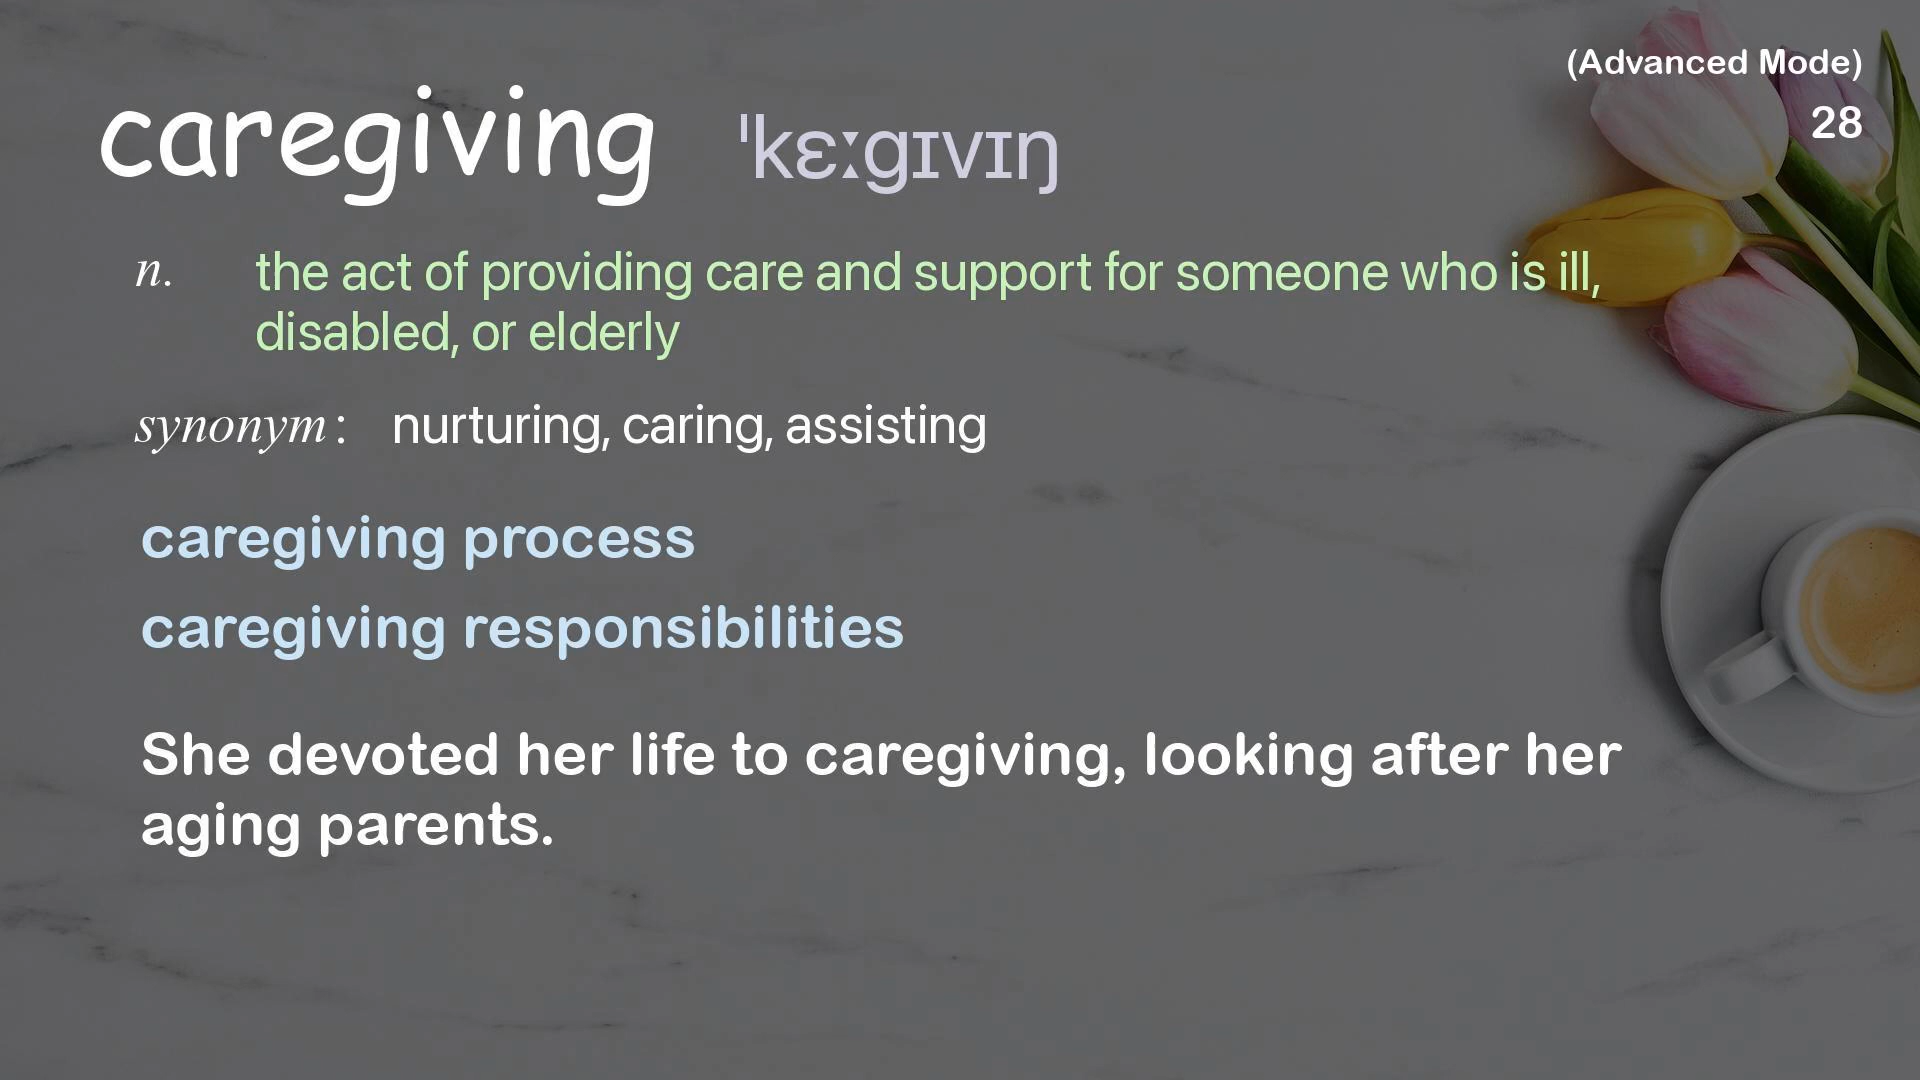 (Advanced Mode)
28
caregiving ˈkɛːɡɪvɪŋ
n. the act of providing care and support for someone who is ill,
disabled, or elderly
synonym : nurturing, caring, assisting
caregiving process
caregiving responsibilities
She devoted her life to caregiving, looking after her
aging parents.